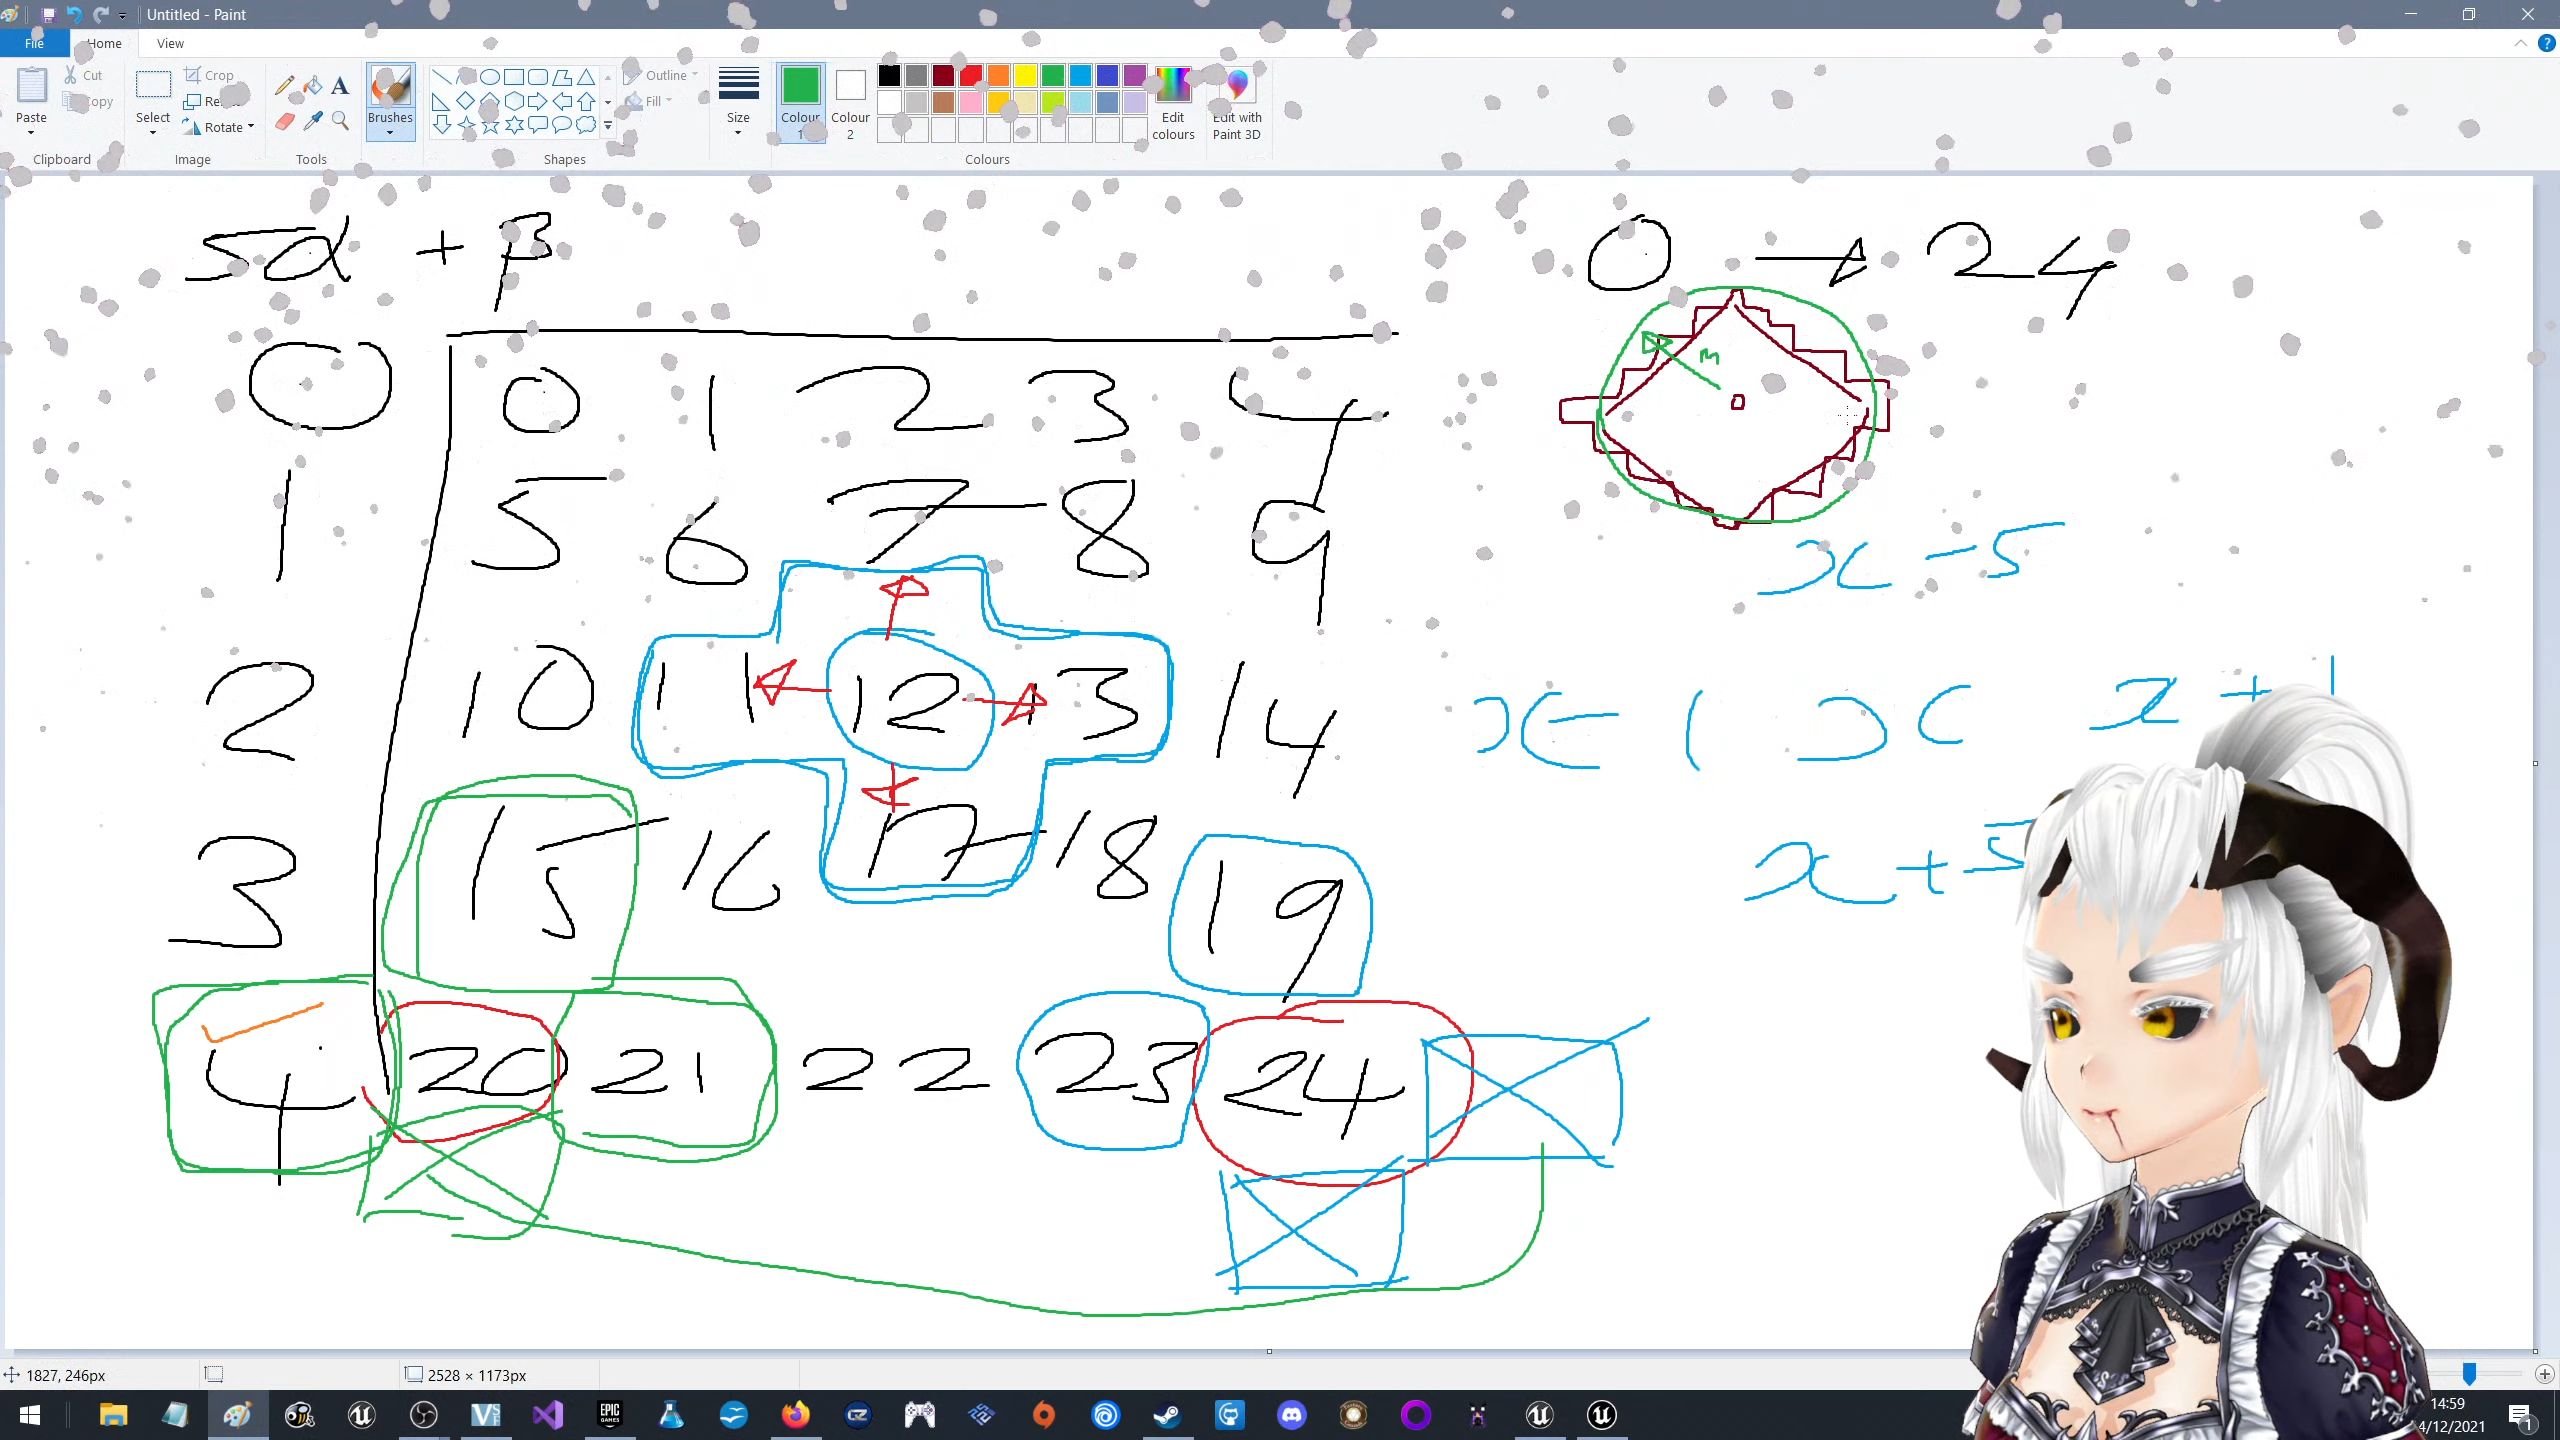 Untitled - Paint
File Home View
Cut
Copy
Paste
Crop
Rotate
Select
Brushes
Outline
Fill
Size
Colour 1
Colour 2
Edit colours
Edit with Paint 3D
Clipboard Image Tools Shapes Colours
5α + β
0 → 24
0 0 1 2 3 4
1 5 6 7 8 9
2 10 11 12 13 14
3 15 16 17 18 19
4 20 21 22 23 24
x - 5
x - 1 x x + 1
x + 5
1827, 246px
2528 × 1173px
14:59
4/12/2021